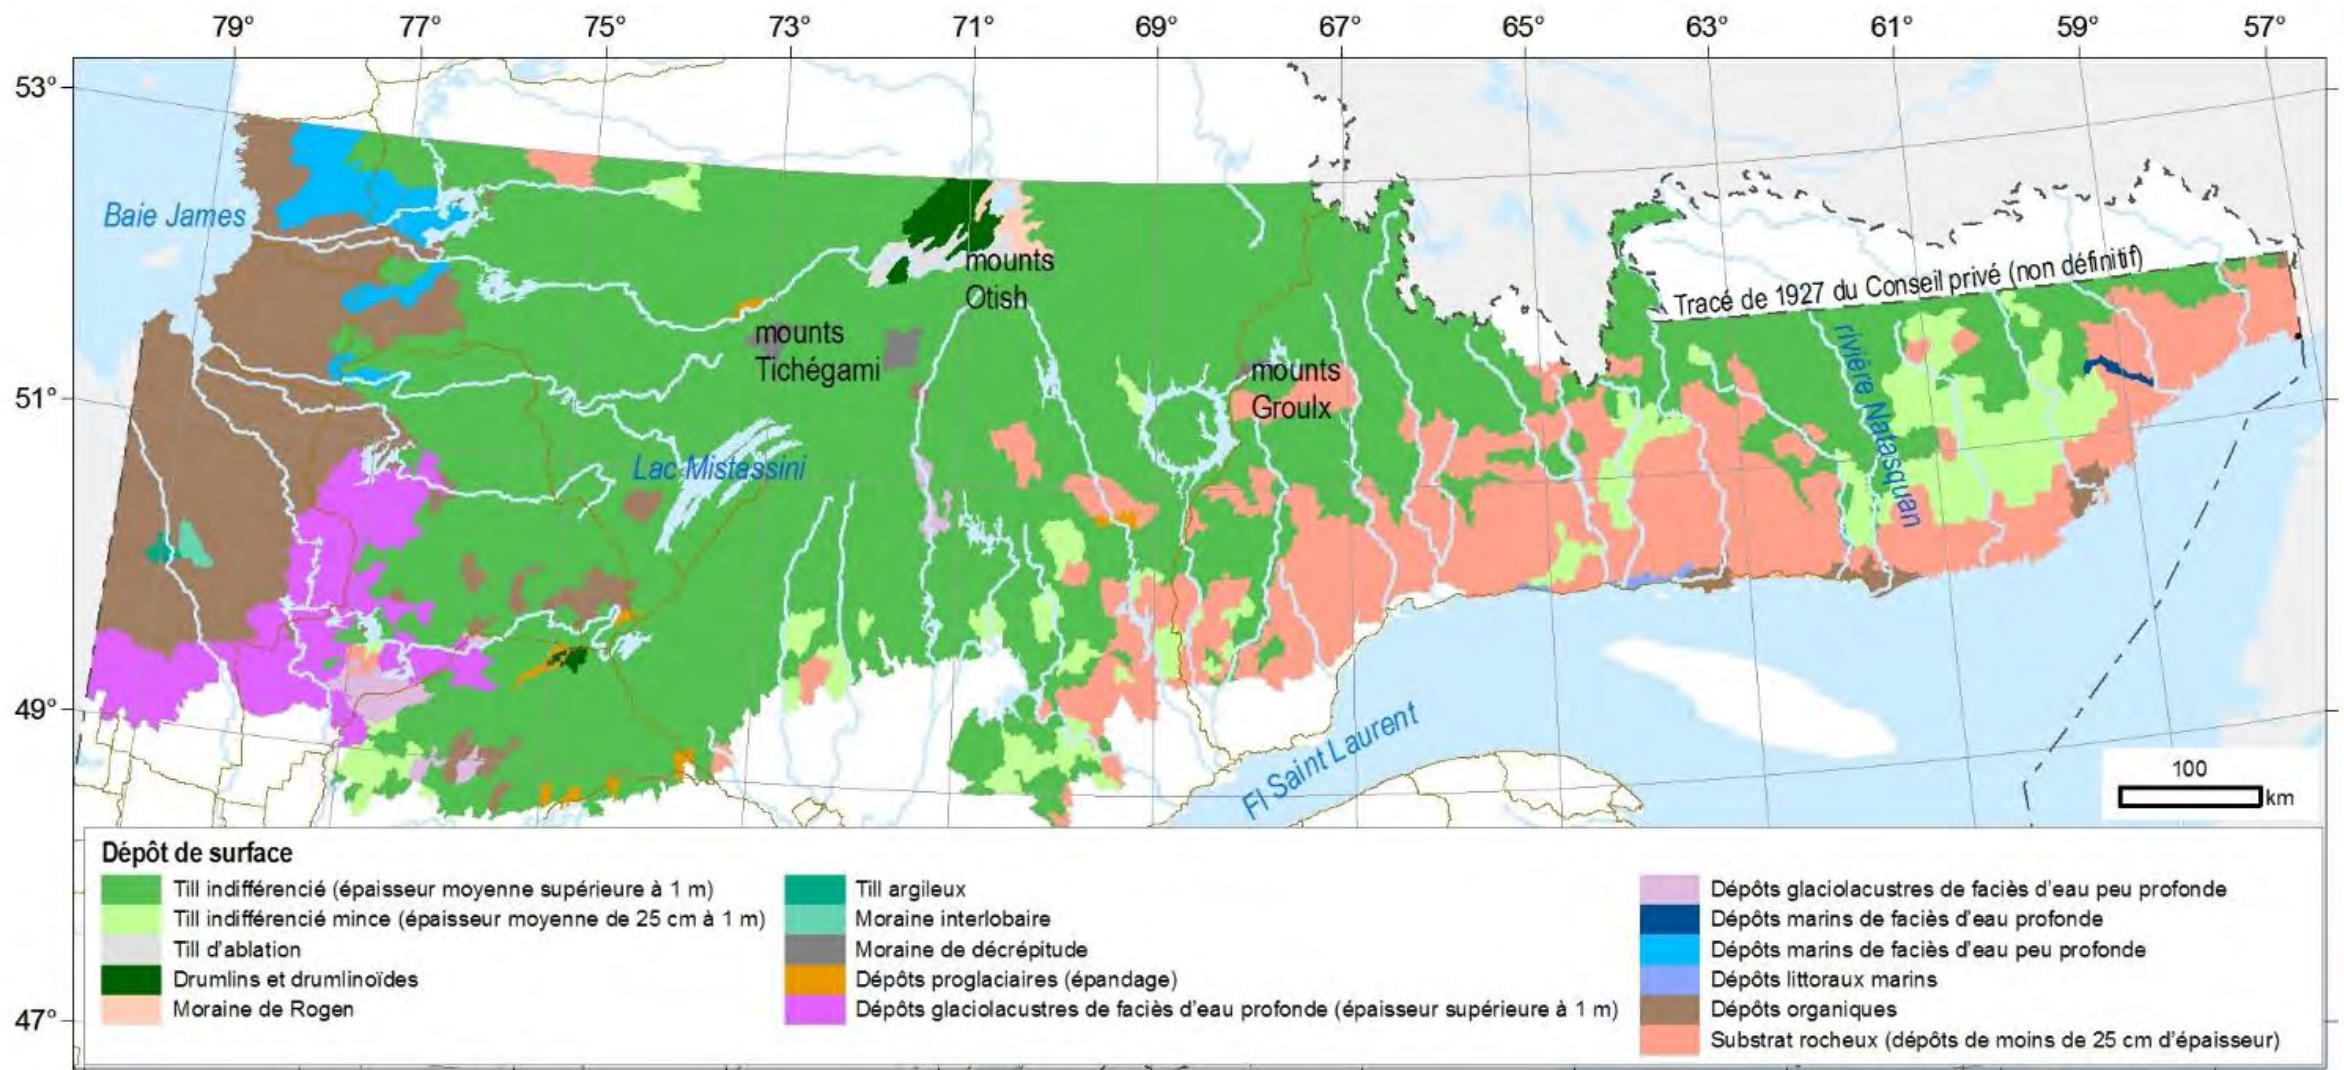 79° 77° 75° 73° 71° 69° 67° 65° 63° 61° 59° 57°
53°
Baie James
mounts
Otish
Tracé de 1927 du Conseil privé (non définitif)
mounts
Tichégami
rivière Natasquan
51°
mounts
Groulx
Lac Mistassini
49°
Fl Saint Laurent
100
km
47°
Dépôt de surface
Till indifférencié (épaisseur moyenne supérieure à 1 m)
Till indifférencié mince (épaisseur moyenne de 25 cm à 1 m)
Till d'ablation
Drumlins et drumlinoïdes
Moraine de Rogen
Till argileux
Moraine interlobaire
Moraine de décrépitude
Dépôts proglaciaires (épandage)
Dépôts glaciolacustres de faciès d'eau profonde (épaisseur supérieure à 1 m)
Dépôts glaciolacustres de faciès d'eau peu profonde
Dépôts marins de faciès d'eau profonde
Dépôts marins de faciès d'eau peu profonde
Dépôts littoraux marins
Dépôts organiques
Substrat rocheux (dépôts de moins de 25 cm d'épaisseur)